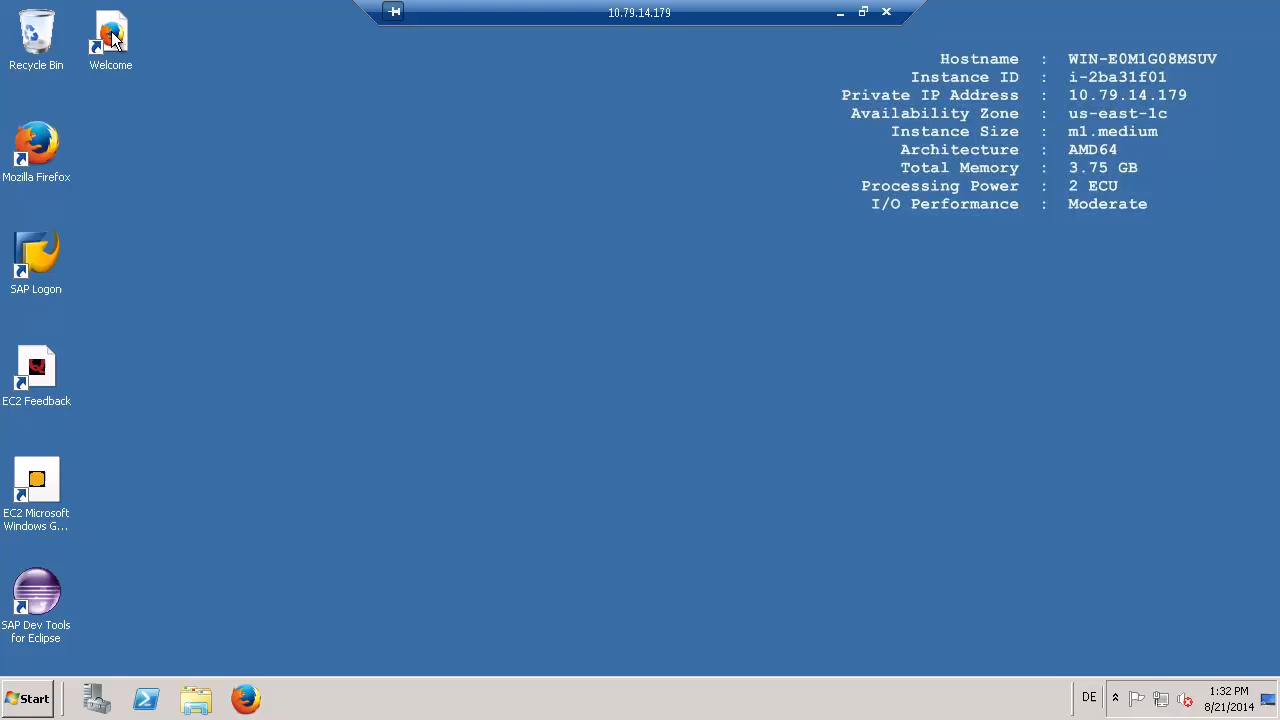 10.79.14.179
Recycle Bin
Welcome
Mozilla Firefox
SAP Logon
EC2 Feedback
EC2 Microsoft
Windows G...
SAP Dev Tools
for Eclipse
Hostname : WIN-E0M1G08MSUV
Instance ID : i-2ba31f01
Private IP Address : 10.79.14.179
Availability Zone : us-east-1c
Instance Size : m1.medium
Architecture : AMD64
Total Memory : 3.75 GB
Processing Power : 2 ECU
I/O Performance : Moderate
Start
DE
1:32 PM
8/21/2014